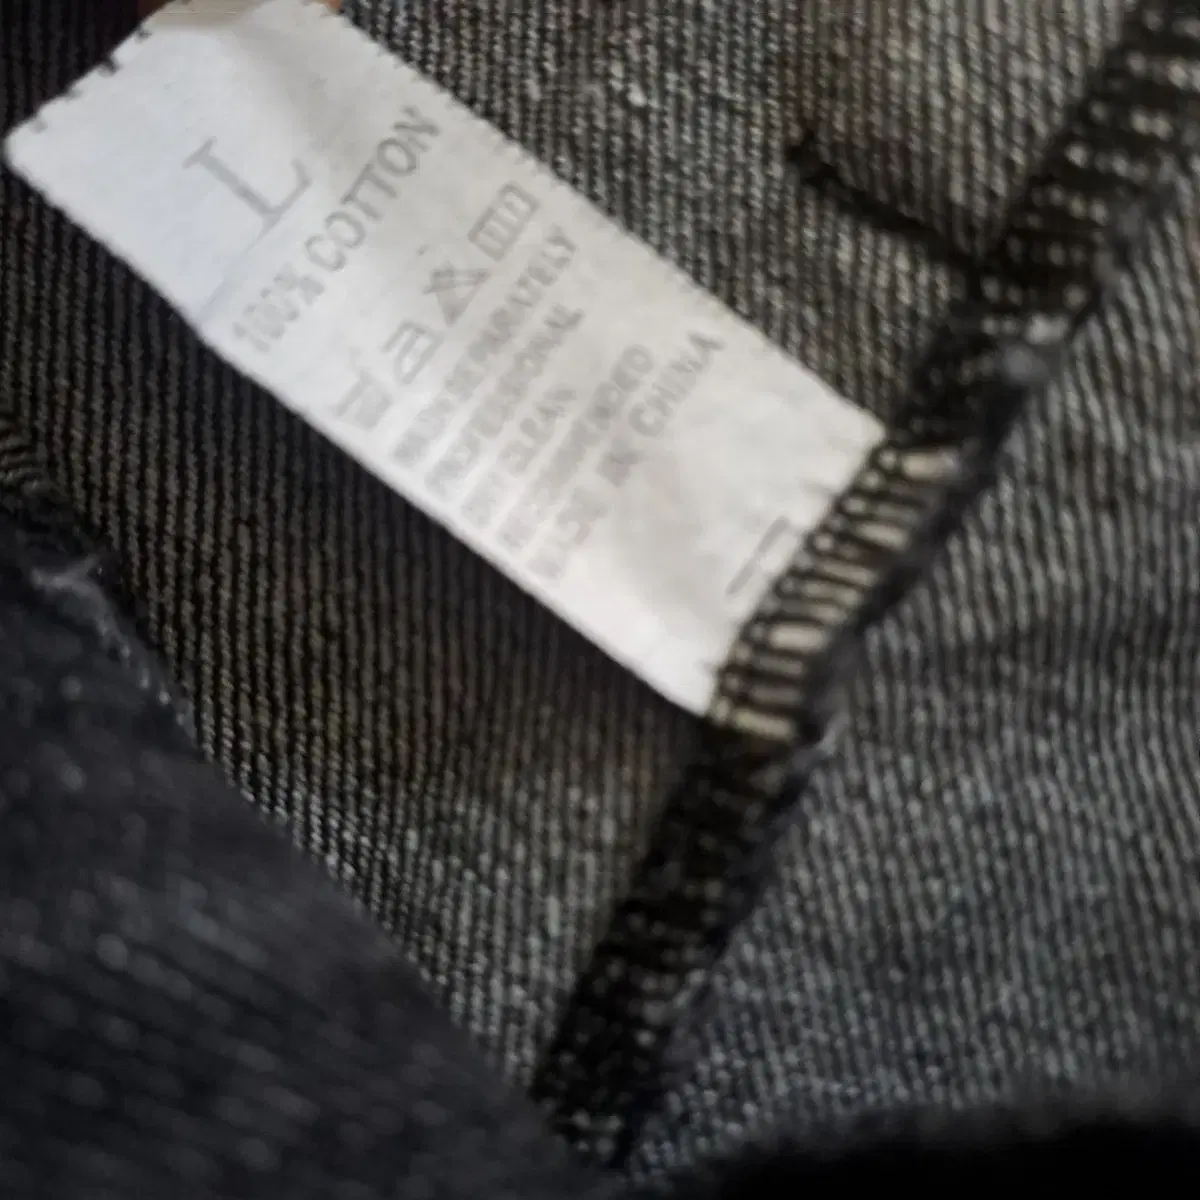 L
100% COTTON
WASH SEPARATELY
PROFESSIONAL
DRY CLEAN
RECOMMENDED
MADE IN CHINA